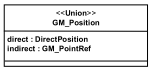 <<Union>>
GM_Position
direct : DirectPosition
indirect : GM_PointRef